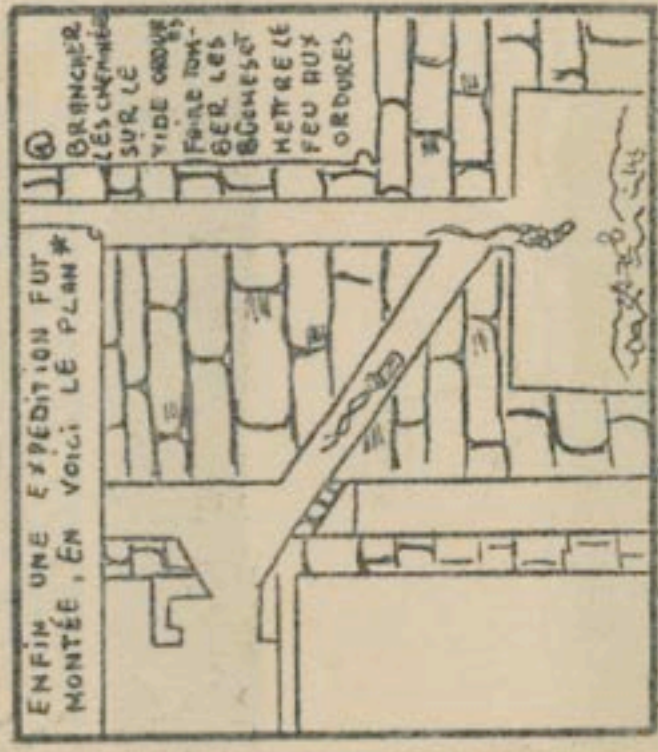 ENFIN UNE EXPÉDITION FUT
MONTÉE, EN VOICI LE PLAN *
BRANCHER
LES CHEMINÉES
SUR LE
VIDE ORDURES
FAIRE TOM-
BER LES
BÛCHES ET
METTRE LE
FEU AUX
ORDURES